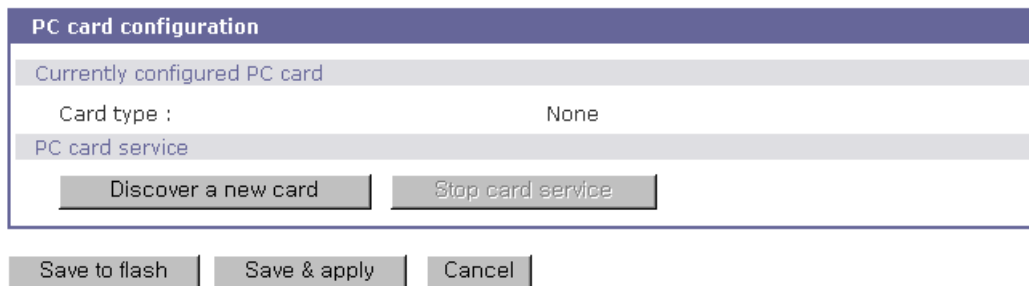 PC card configuration
Currently configured PC card
Card type : None
PC card service
Discover a new card Stop card service
Save to flash Save & apply Cancel